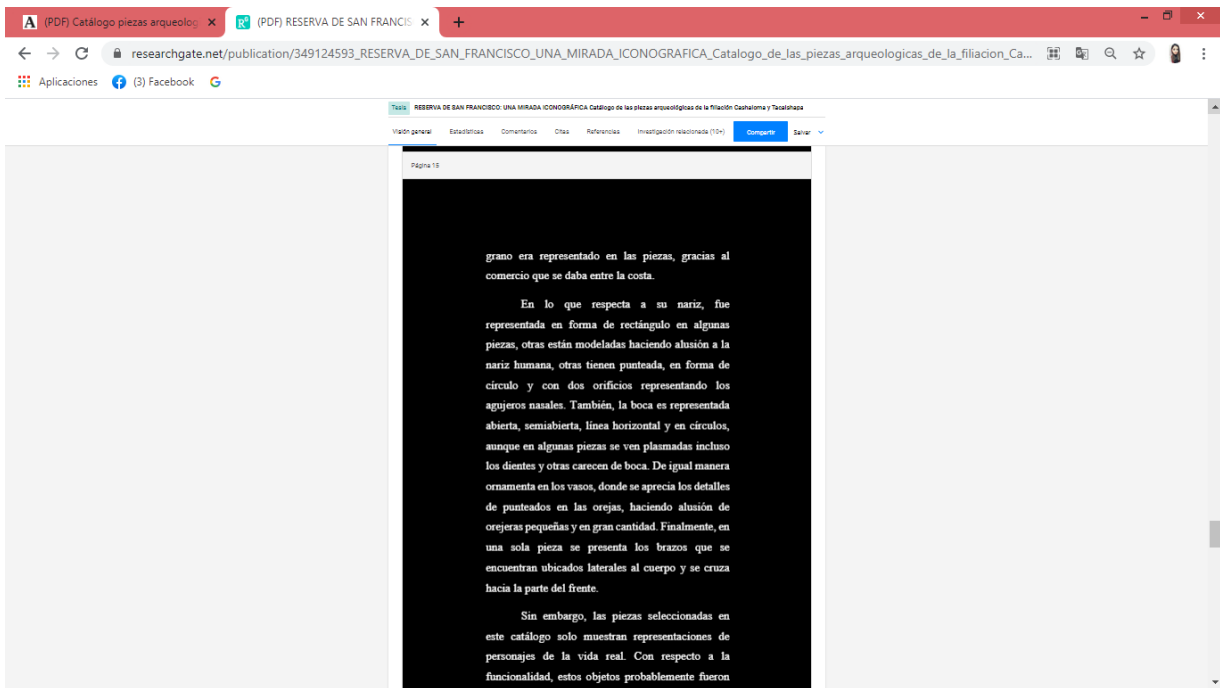 (PDF) Catálogo piezas arqueolog
(PDF) RESERVA DE SAN FRANCIS
researchgate.net/publication/349124593_RESERVA_DE_SAN_FRANCISCO_UNA_MIRADA_ICONOGRAFICA_Catalogo_de_las_piezas_arqueologicas_de_la_filiacion_Ca...
Aplicaciones (3) Facebook
Tesis RESERVA DE SAN FRANCISCO: UNA MIRADA ICONOGRÁFICA Catálogo de las piezas arqueológicas de la filiación Cashaloma y Tacalshapa
Visión general Estadísticas Comentarios Citas Referencias Investigación relacionada (10+) Compartir Salvar
Página 15
grano era representado en las piezas, gracias al
comercio que se daba entre la costa.
En lo que respecta a su nariz, fue
representada en forma de rectángulo en algunas
piezas, otras están modeladas haciendo alusión a la
nariz humana, otras tienen punteada, en forma de
círculo y con dos orificios representando los
agujeros nasales. También, la boca es representada
abierta, semiabierta, línea horizontal y en círculos,
aunque en algunas piezas se ven plasmadas incluso
los dientes y otras carecen de boca. De igual manera
ornamenta en los vasos, donde se aprecia los detalles
de punteados en las orejas, haciendo alusión de
orejeras pequeñas y en gran cantidad. Finalmente, en
una sola pieza se presenta los brazos que se
encuentran ubicados laterales al cuerpo y se cruza
hacia la parte del frente.
Sin embargo, las piezas seleccionadas en
este catálogo solo muestran representaciones de
personajes de la vida real. Con respecto a la
funcionalidad, estos objetos probablemente fueron